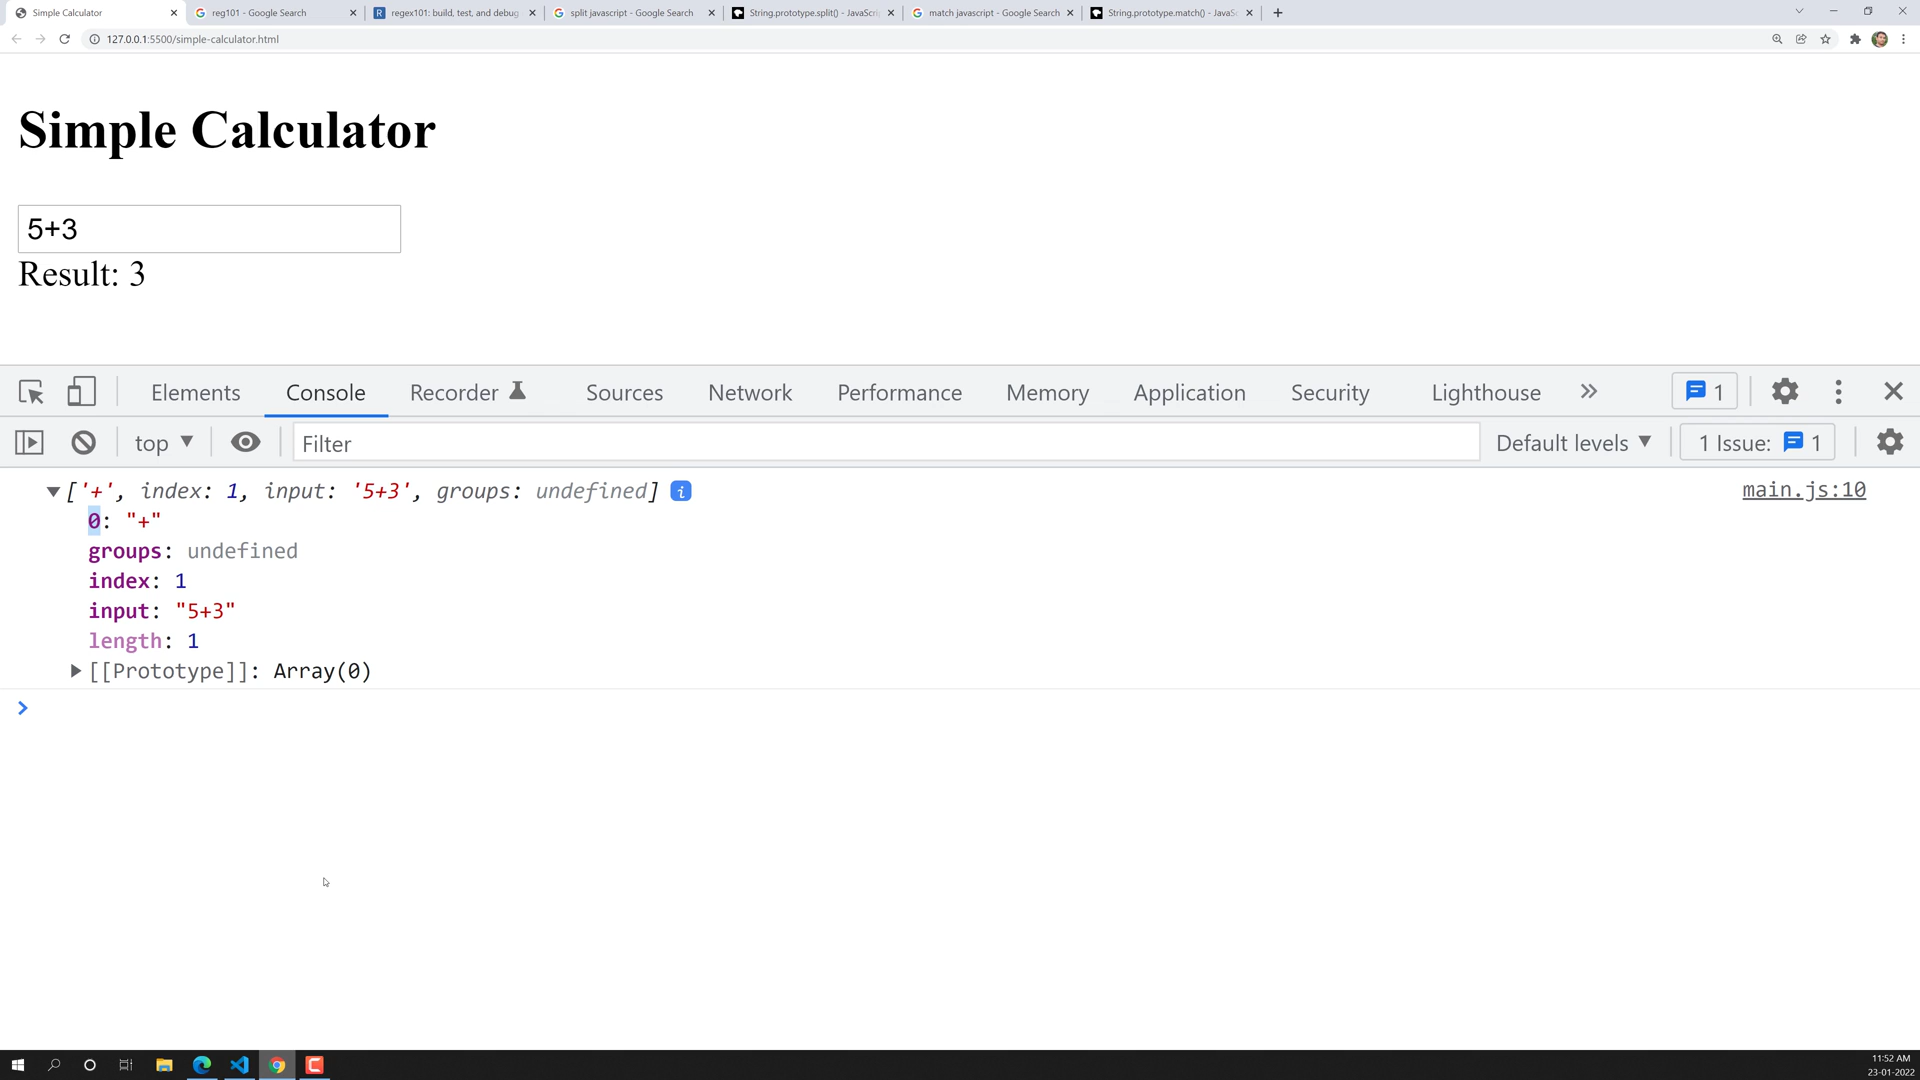 Simple Calculator
reg101 - Google Search
regex101: build, test, and debug
split javascript - Google Search
String.prototype.split() - JavaScri
match javascript - Google Search
String.prototype.match() - JavaSc
127.0.0.1:5500/simple-calculator.html
Simple Calculator
5+3
Result: 3
Elements
Console
Recorder
Sources
Network
Performance
Memory
Application
Security
Lighthouse
1
top
Filter
Default levels
1 Issue: 1
['+', index: 1, input: '5+3', groups: undefined] i
main.js:10
0: "+"
groups: undefined
index: 1
input: "5+3"
length: 1
[[Prototype]]: Array(0)
11:52 AM
23-01-2022